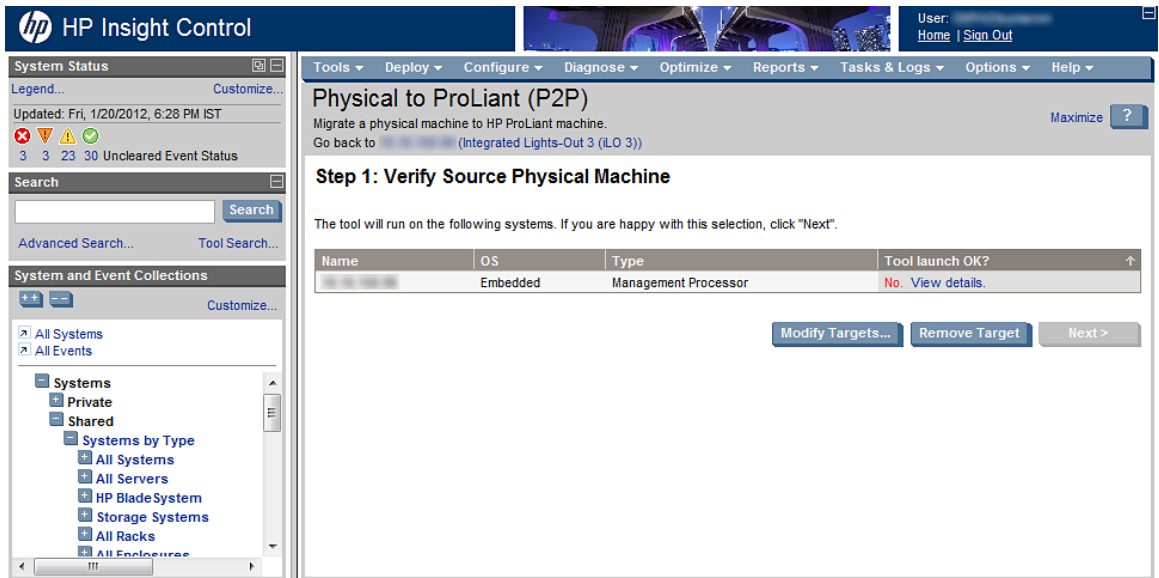 hp HP Insight Control
User:
Home | Sign Out
System Status
Legend... Customize...
Updated: Fri, 1/20/2012, 6:28 PM IST
3 3 23 30 Uncleared Event Status
Search
Search
Advanced Search... Tool Search...
System and Event Collections
Customize...
All Systems
All Events
Systems
Private
Shared
Systems by Type
All Systems
All Servers
HP BladeSystem
Storage Systems
All Racks
All Enclosures
Tools Deploy Configure Diagnose Optimize Reports Tasks & Logs Options Help
Physical to ProLiant (P2P)
Migrate a physical machine to HP ProLiant machine.
Maximize ?
Go back to (Integrated Lights-Out 3 (iLO 3))
Step 1: Verify Source Physical Machine
The tool will run on the following systems. If you are happy with this selection, click "Next".
Name OS Type Tool launch OK?
Embedded Management Processor No. View details.
Modify Targets... Remove Target Next >